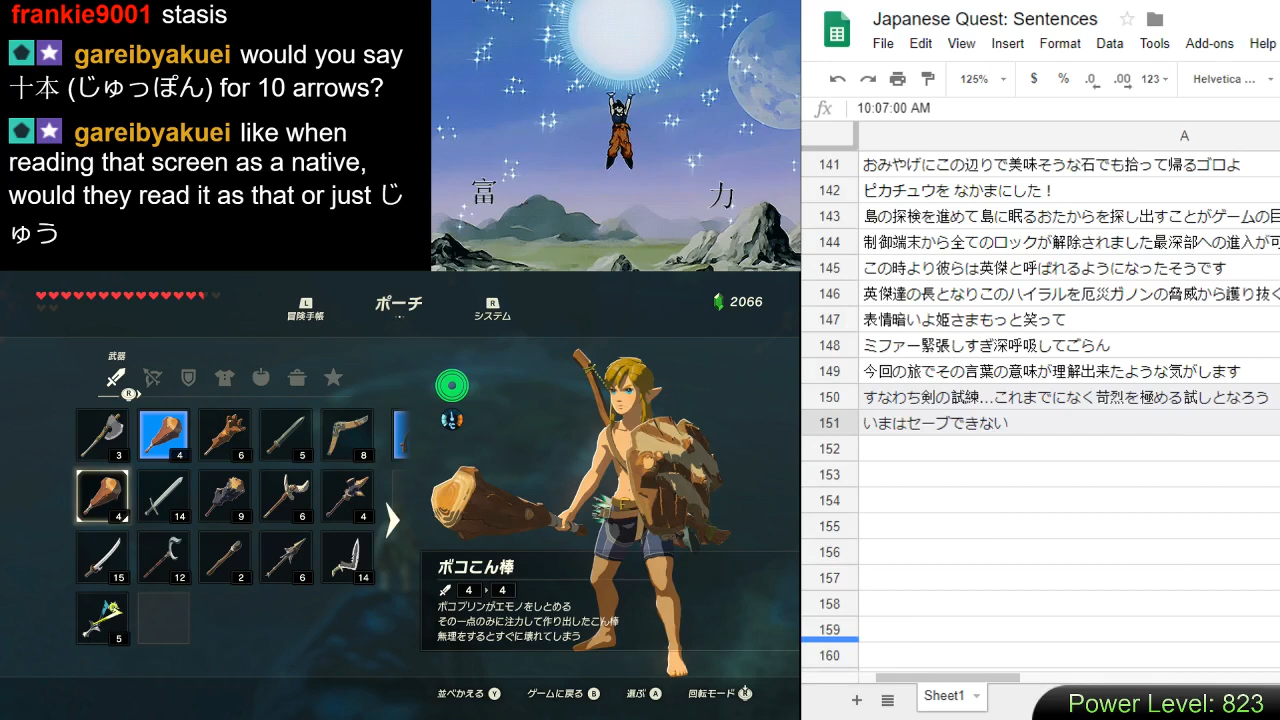 frankie9001 stasis
gareibyakuei would you say
十本 (じゅっぽん) for 10 arrows?
gareibyakuei like when
reading that screen as a native,
would they read it as that or just じ
ゅう
富
力
L
冒険手帳
ポーチ
R
システム
2066
武器
R
3
4
6
5
8
4
14
9
6
4
15
12
2
6
14
5
ボコこん棒
4 4
ボコブリンがエモノをしとめる
その一点のみに注力して作り出したこん棒
無理をするとすぐに壊れてしまう
並べかえる Y ゲームに戻る B 選ぶ A 回転モード R
Japanese Quest: Sentences
File Edit View Insert Format Data Tools Add-ons Help
125% $ % .0 .00 123 Helvetica ...
fx 10:07:00 AM
A
141 おみやげにこの辺りで美味そうな石でも拾って帰るゴロよ
142 ピカチュウを なかまにした！
143 島の探検を進めて島に眠るおたからを探し出すことがゲームの目
144 制御端末から全てのロックが解除されました最深部への進入が可
145 この時より彼らは英傑と呼ばれるようになったそうです
146 英傑達の長となりこのハイラルを厄災ガノンの脅威から護り抜く
147 表情暗いよ姫さまもっと笑って
148 ミファー緊張しすぎ深呼吸してごらん
149 今回の旅でその言葉の意味が理解出来たような気がします
150 すなわち剣の試練…これまでになく苛烈を極める試しとなろう
151 いまはセーブできない
152
153
154
155
156
157
158
159
160
Sheet1
Power Level: 823